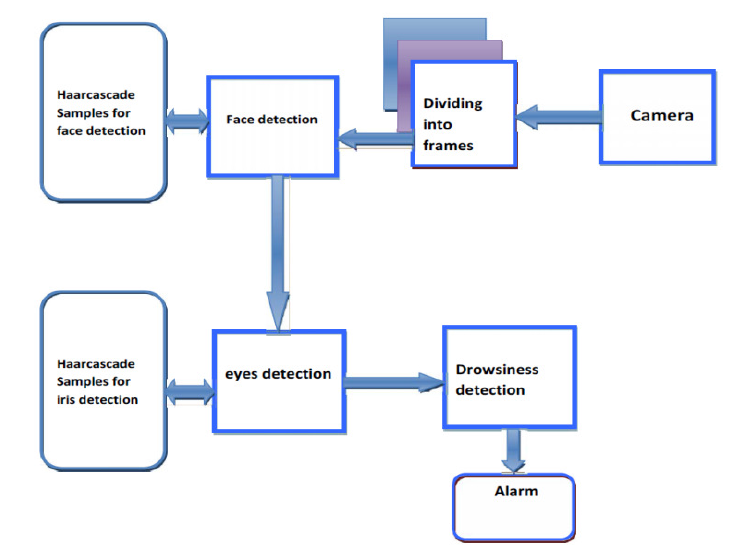 Haarcascade
Samples for
face detection
Face detection
Dividing
into
frames
Camera
Haarcascade
Samples for
iris detection
eyes detection
Drowsiness
detection
Alarm